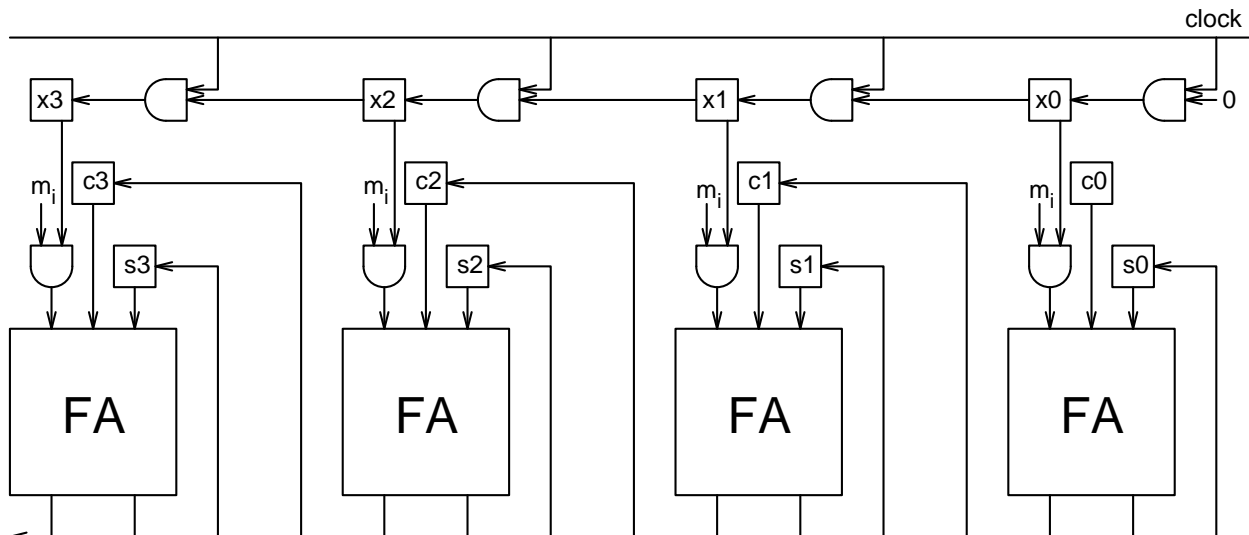 clock
x3 x2 x1 x0 0
m_i c3 m_i c2 m_i c1 m_i c0
s3 s2 s1 s0
FA FA FA FA